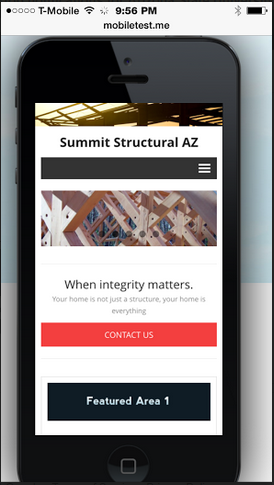 T-Mobile 9:56 PM
mobiletest.me
Summit Structural AZ
When integrity matters.
Your home is not just a structure, your home is
everything
CONTACT US
Featured Area 1